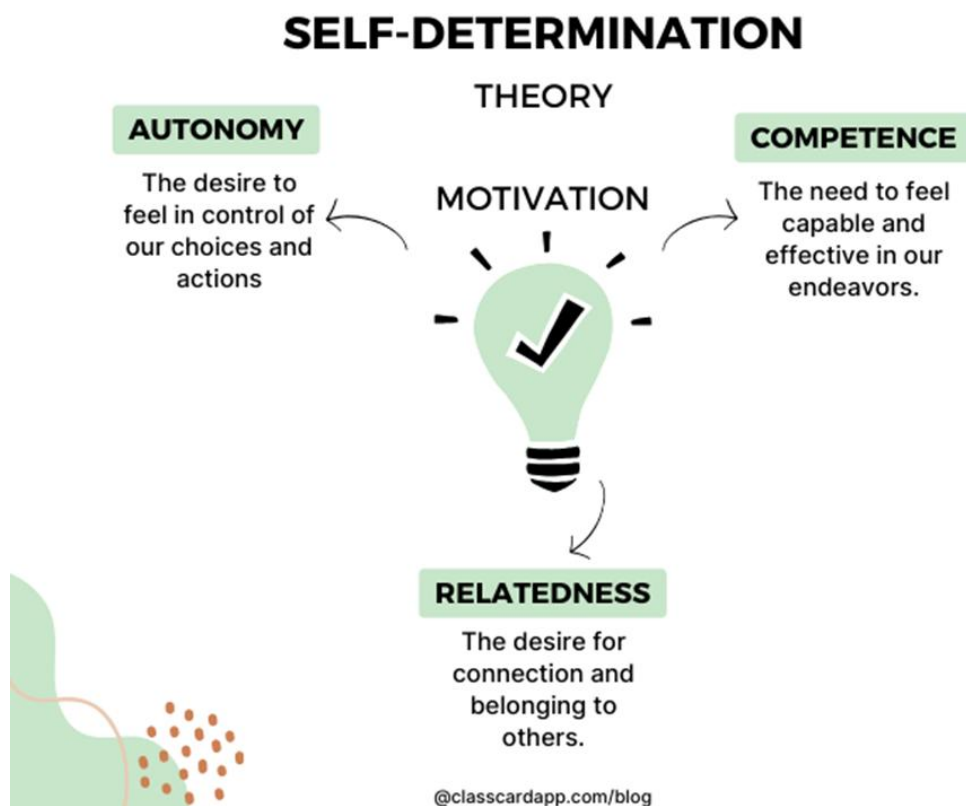 SELF-DETERMINATION
THEORY
AUTONOMY
The desire to
feel in control of
our choices and
actions
MOTIVATION
COMPETENCE
The need to feel
capable and
effective in our
endeavors.
RELATEDNESS
The desire for
connection and
belonging to
others.
@classcardapp.com/blog